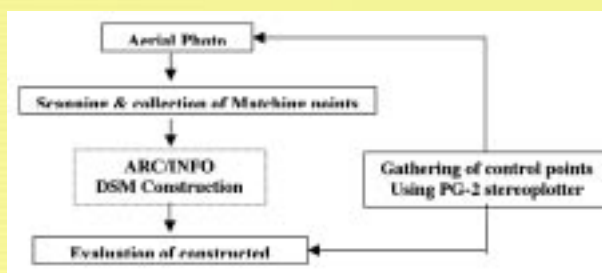 Aerial Photo
Scanning & collection of Matching points
ARC/INFO
DSM Construction
Gathering of control points
Using PG-2 stereoplotter
Evaluation of constructed